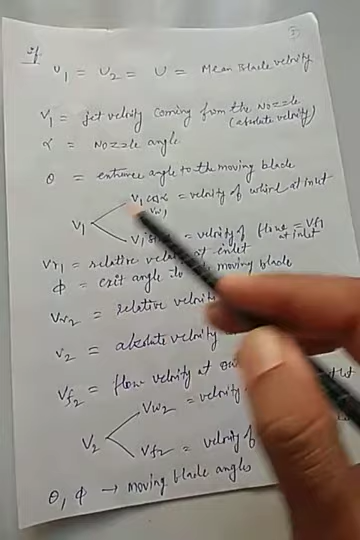 If
U1 = U2 = U = Mean Blade velocity
V1 = jet velocity coming from the Nozzle
(absolute velocity)
α = Nozzle angle
θ = entrance angle to the moving blade
V1 cosα = velocity of whirl at inlet
Vw1
V1
V1 = velocity of flow = Vf1
at inlet
Vr1 = relative velocity at inlet
φ = exit angle to moving blade
= relative velocity
V2 = absolute velocity
Vf2 = flow velocity at
Vw2 = velocity
V2
Vf2 = velocity of
θ, φ → moving blade angles